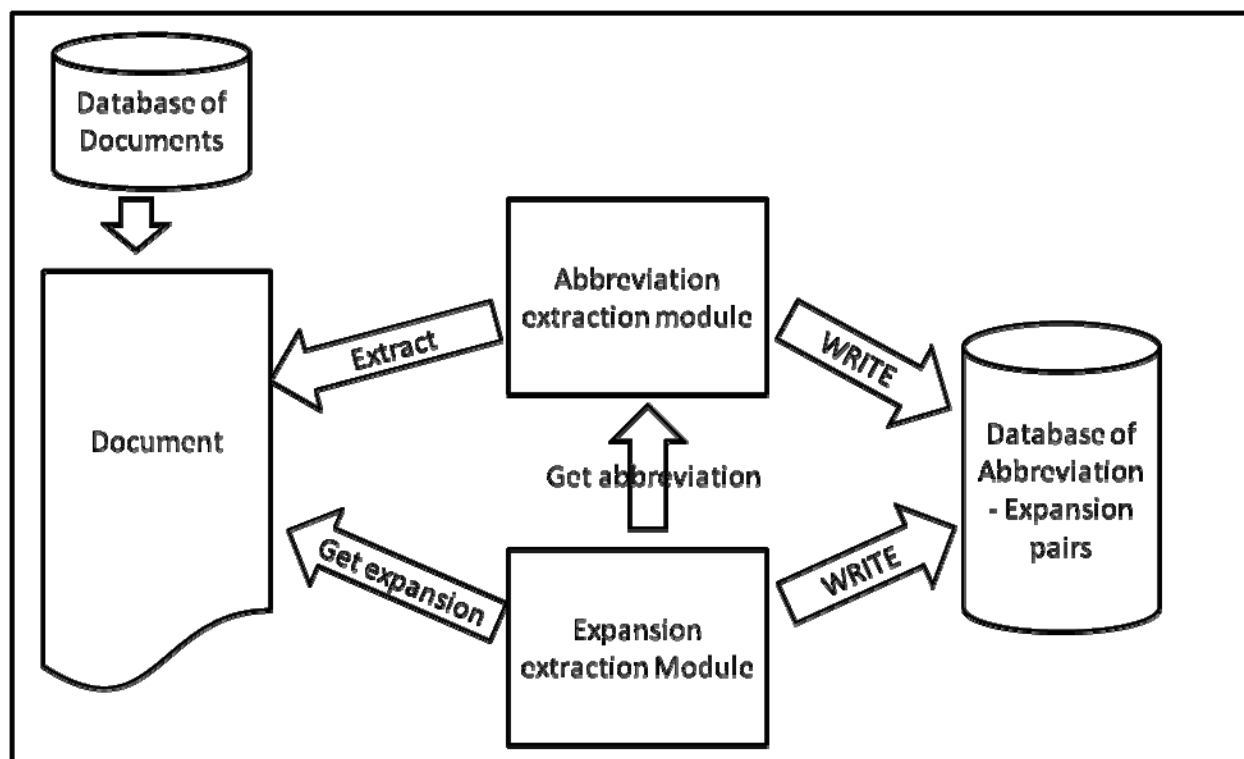 Database of
Documents
Abbreviation
extraction module
Extract
WRITE
Document
Get abbreviation
Database of
Abbreviation
- Expansion
pairs
Get expansion
WRITE
Expansion
extraction Module